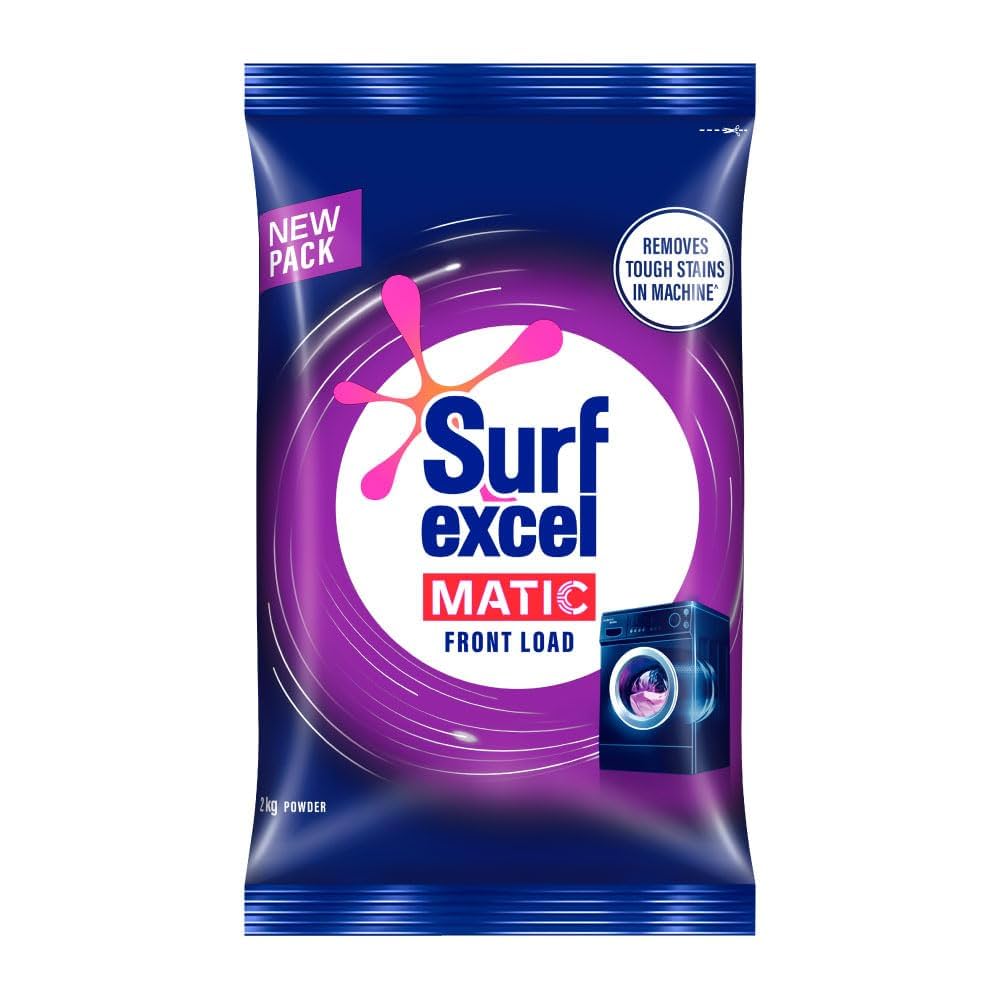 NEW
PACK
REMOVES
TOUGH STAINS
IN MACHINE^
Surf
excel
MATIC
FRONT LOAD
2kg POWDER